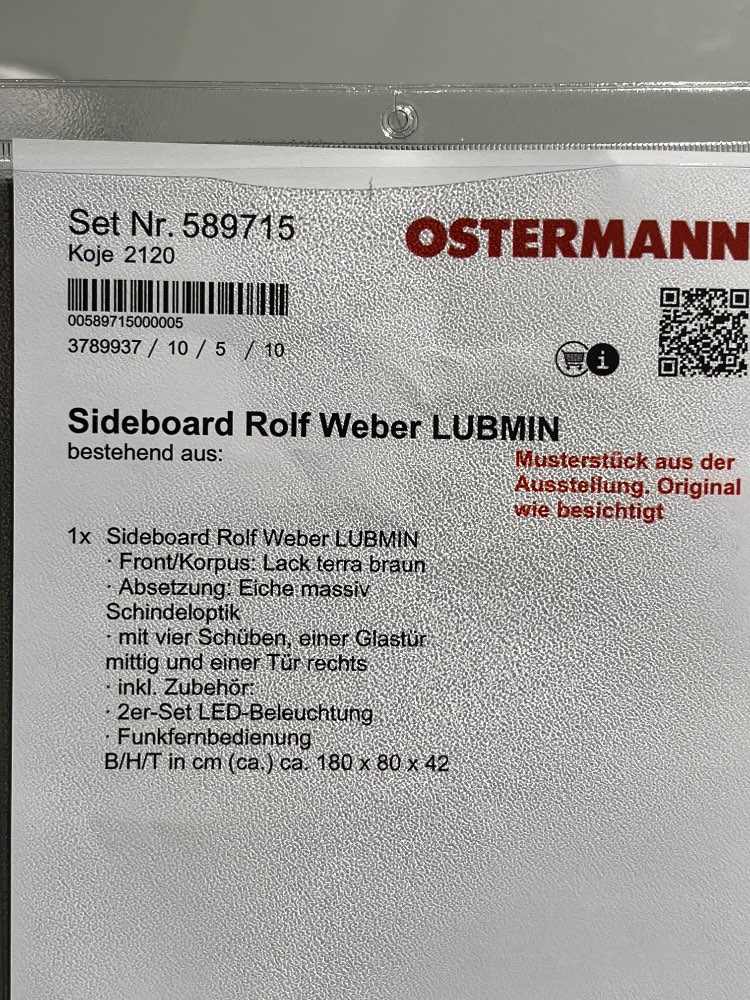 Set Nr. 589715
Koje 2120
OSTERMANN
00589715000005
3789937 / 10 / 5 / 10
i
Sideboard Rolf Weber LUBMIN
bestehend aus:
Musterstück aus der
Ausstellung. Original
wie besichtigt
1x Sideboard Rolf Weber LUBMIN
· Front/Korpus: Lack terra braun
· Absetzung: Eiche massiv
Schindeloptik
· mit vier Schüben, einer Glastür
mittig und einer Tür rechts
· inkl. Zubehör:
· 2er-Set LED-Beleuchtung
· Funkfernbedienung
B/H/T in cm (ca.) ca. 180 x 80 x 42